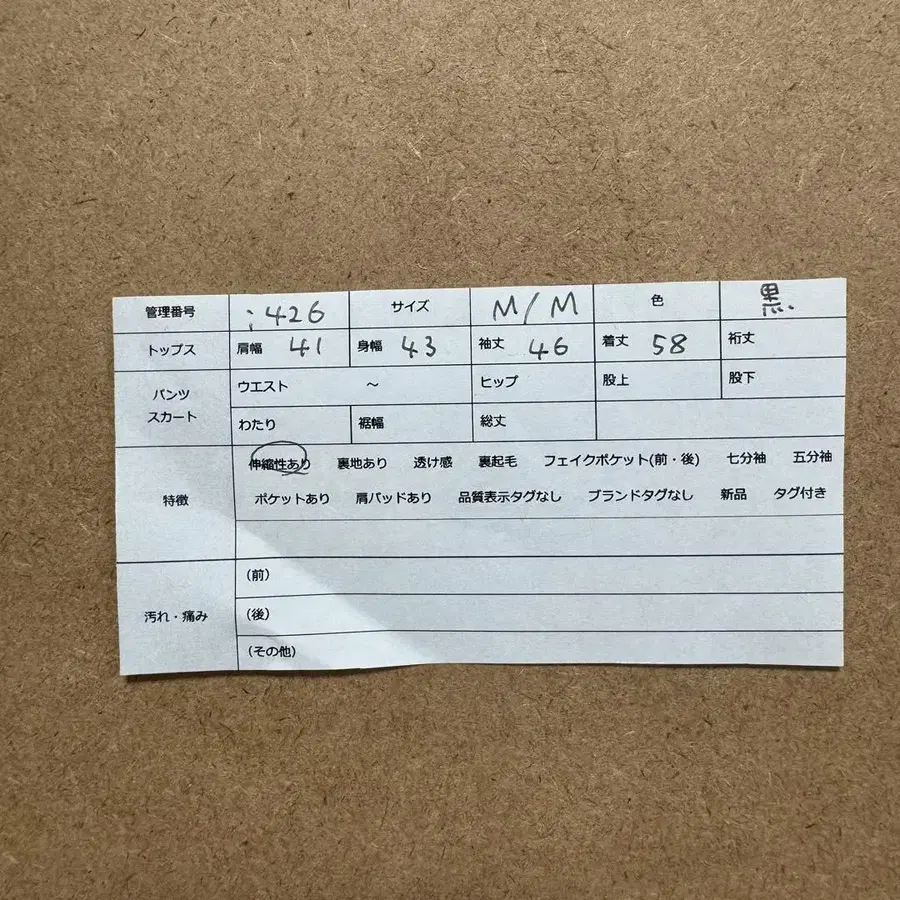 管理番号 :426 サイズ M/M 色 黒
トップス 肩幅 41 身幅 43 袖丈 46 着丈 58 裄丈
パンツ スカート ウエスト ～ ヒップ 股上 股下
わたり 裾幅 総丈
特徴 伸縮性あり 裏地あり 透け感 裏起毛 フェイクポケット(前・後) 七分袖 五分袖
ポケットあり 肩パッドあり 品質表示タグなし ブランドタグなし 新品 タグ付き
汚れ・痛み (前)
(後)
(その他)